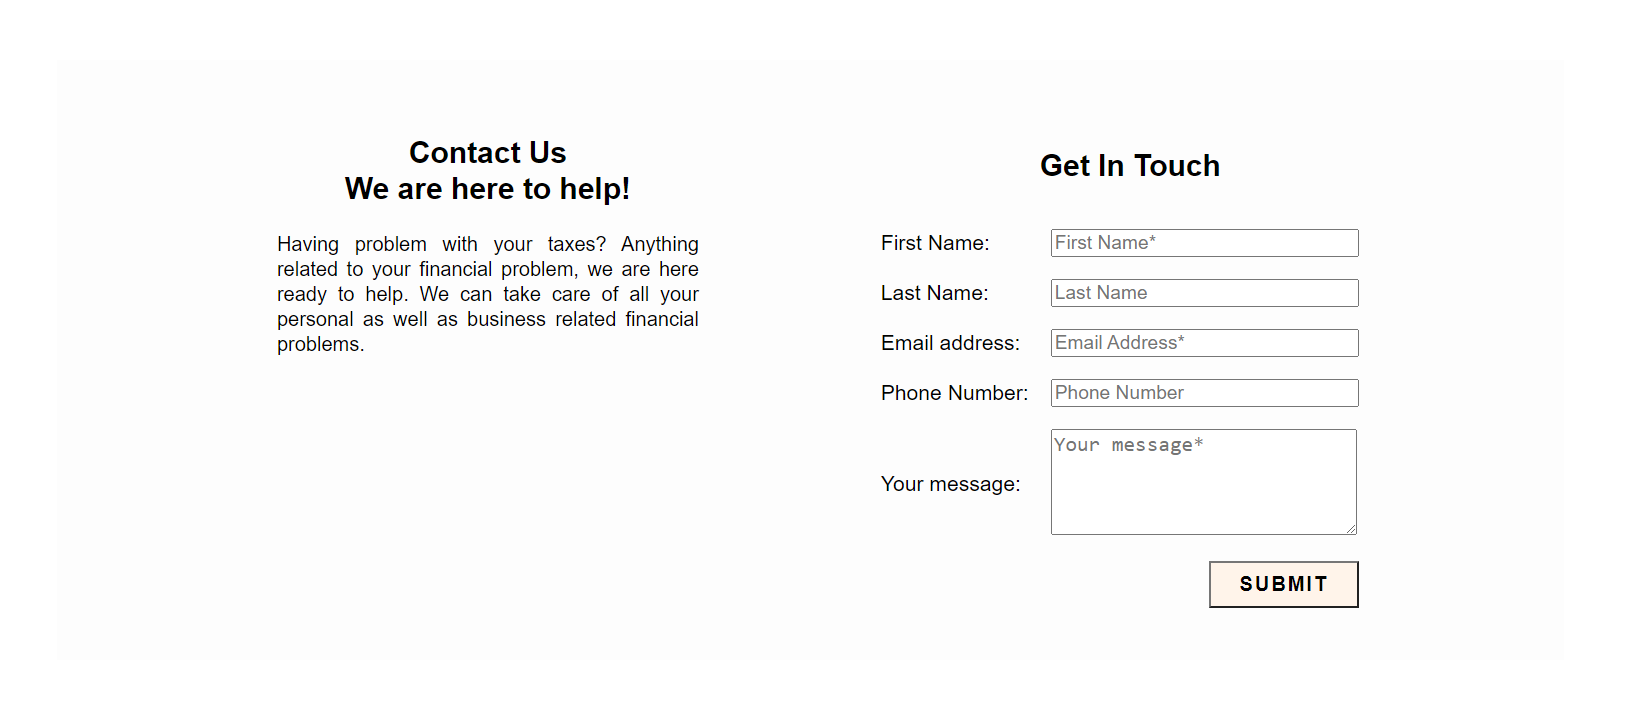 Contact Us
We are here to help!
Having problem with your taxes? Anything
related to your financial problem, we are here
ready to help. We can take care of all your
personal as well as business related financial
problems.
Get In Touch
First Name: First Name*
Last Name: Last Name
Email address: Email Address*
Phone Number: Phone Number
Your message: Your message*
SUBMIT